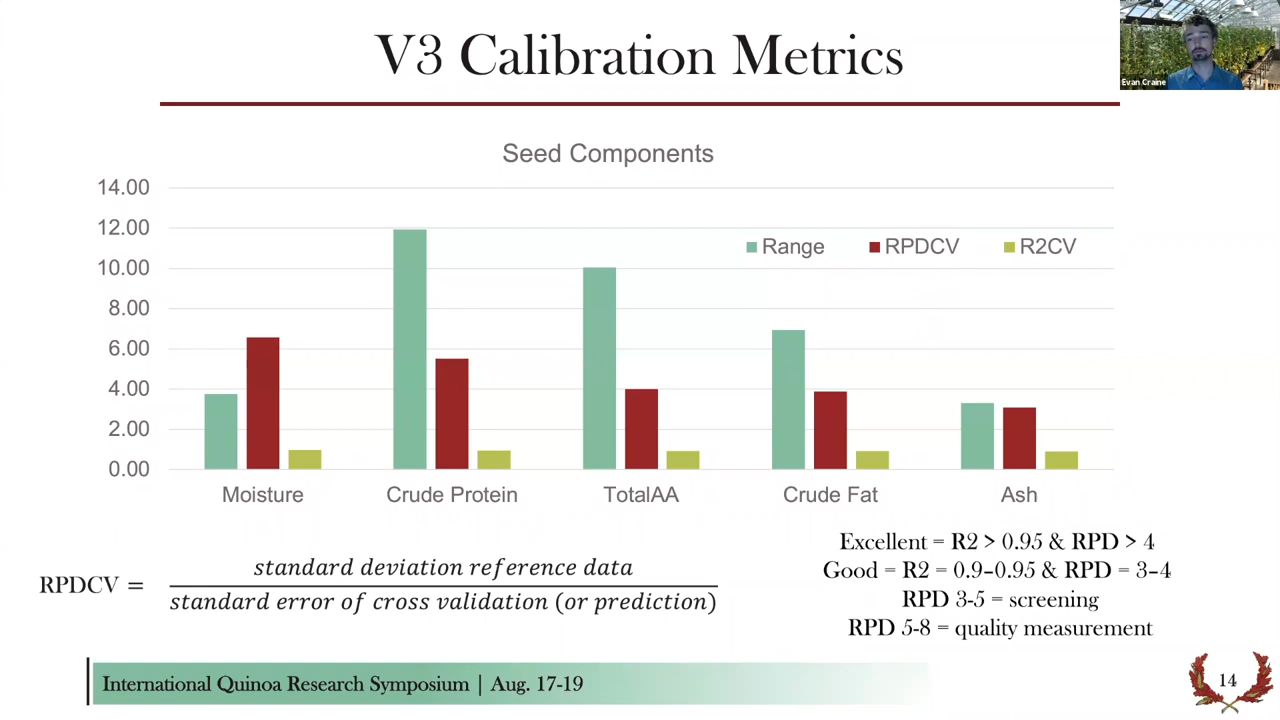 V3 Calibration Metrics
Evan Craine
Seed Components
14.00
12.00
10.00
8.00
6.00
4.00
2.00
0.00
Range RPDCV R2CV
Moisture Crude Protein TotalAA Crude Fat Ash
RPDCV =
standard deviation reference data
standard error of cross validation (or prediction)
Excellent = R2 > 0.95 & RPD > 4
Good = R2 = 0.9–0.95 & RPD = 3–4
RPD 3-5 = screening
RPD 5-8 = quality measurement
International Quinoa Research Symposium | Aug. 17-19
14